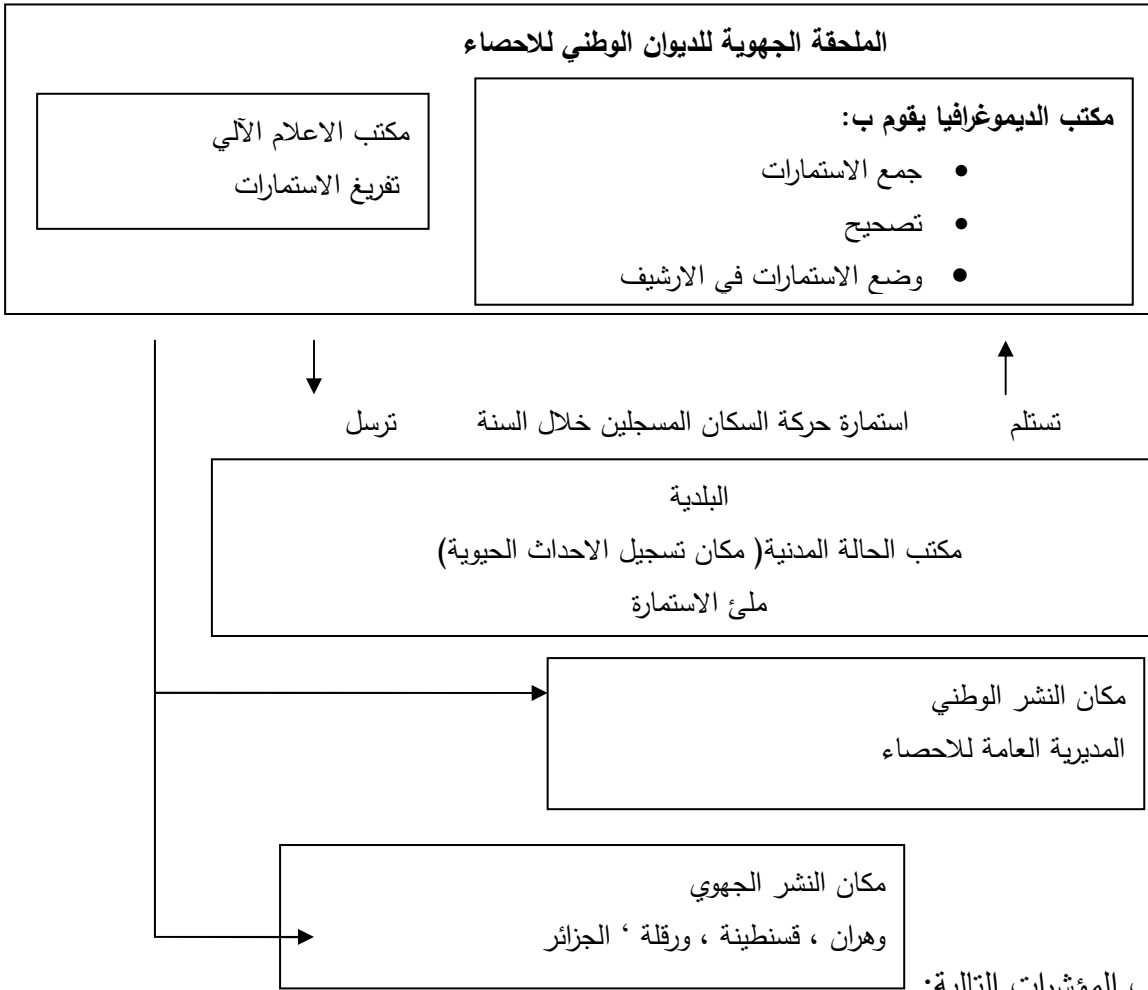 الملحقة الجهوية للديوان الوطني للاحصاء
مكتب الديموغرافيا يقوم ب:
• جمع الاستمارات
• تصحيح
• وضع الاستمارات في الارشيف
مكتب الاعلام الآلي
تفريغ الاستمارات
تستلم استمارة حركة السكان المسجلين خلال السنة ترسل
البلدية
مكتب الحالة المدنية( مكان تسجيل الاحداث الحيوية)
ملئ الاستمارة
مكان النشر الوطني
المديرية العامة للاحصاء
مكان النشر الجهوي
وهران ، قسنطينة ، ورقلة ‘ الجزائر
المؤشرات التالية: